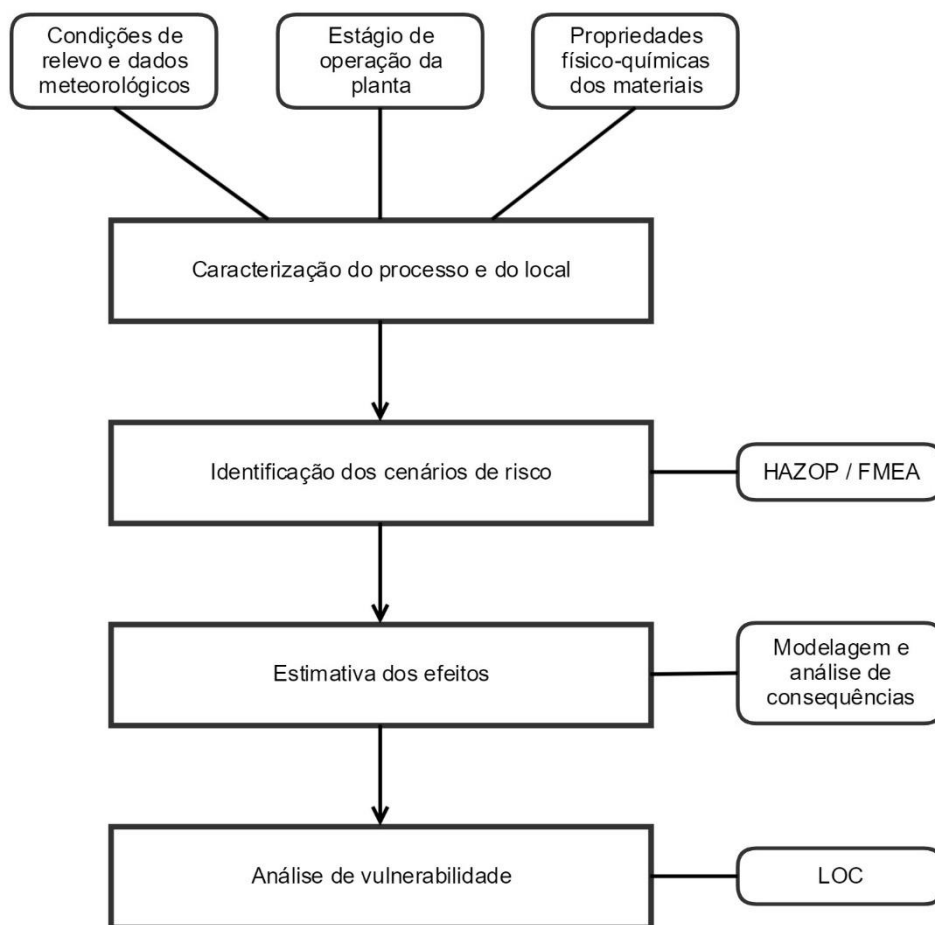 Condições de
relevo e dados
meteorológicos
Estágio de
operação da
planta
Propriedades
físico-químicas
dos materiais
Caracterização do processo e do local
Identificação dos cenários de risco
HAZOP / FMEA
Estimativa dos efeitos
Modelagem e
análise de
consequências
Análise de vulnerabilidade
LOC